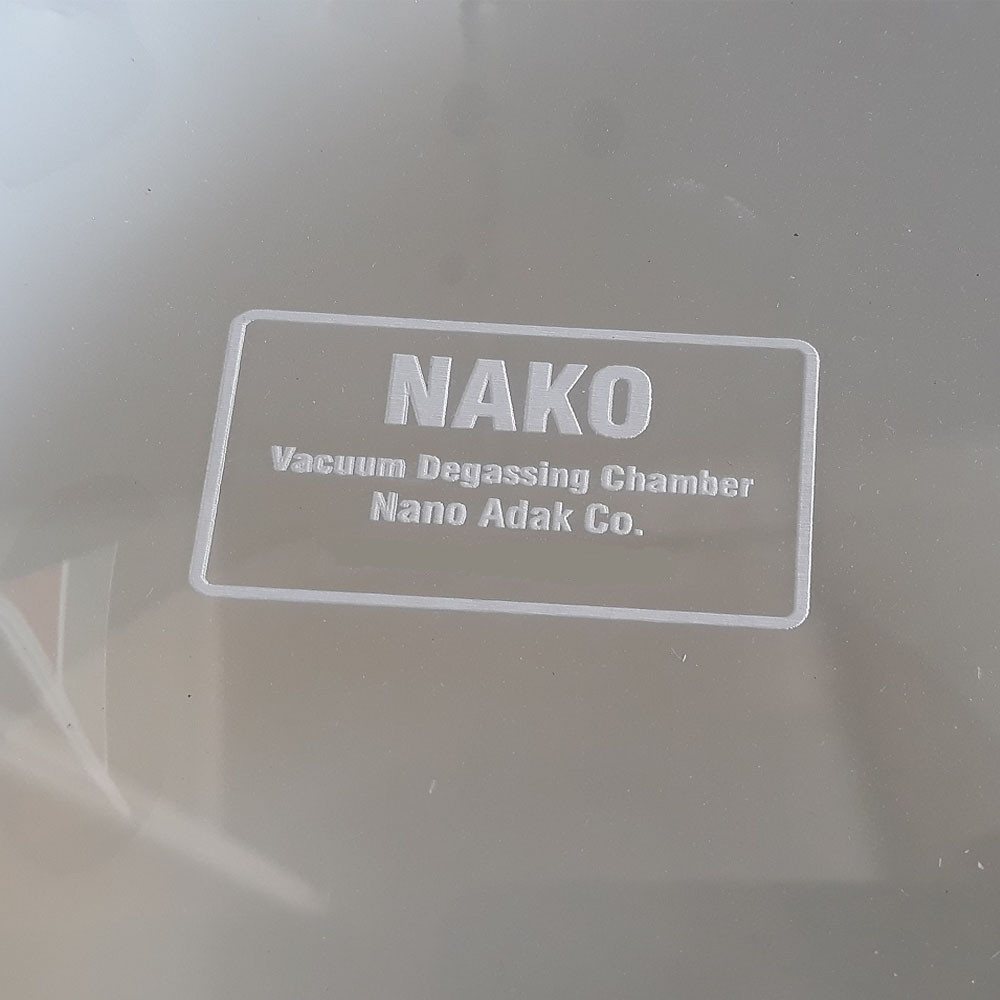 NAKO
Vacuum Degassing Chamber
Nano Adak Co.